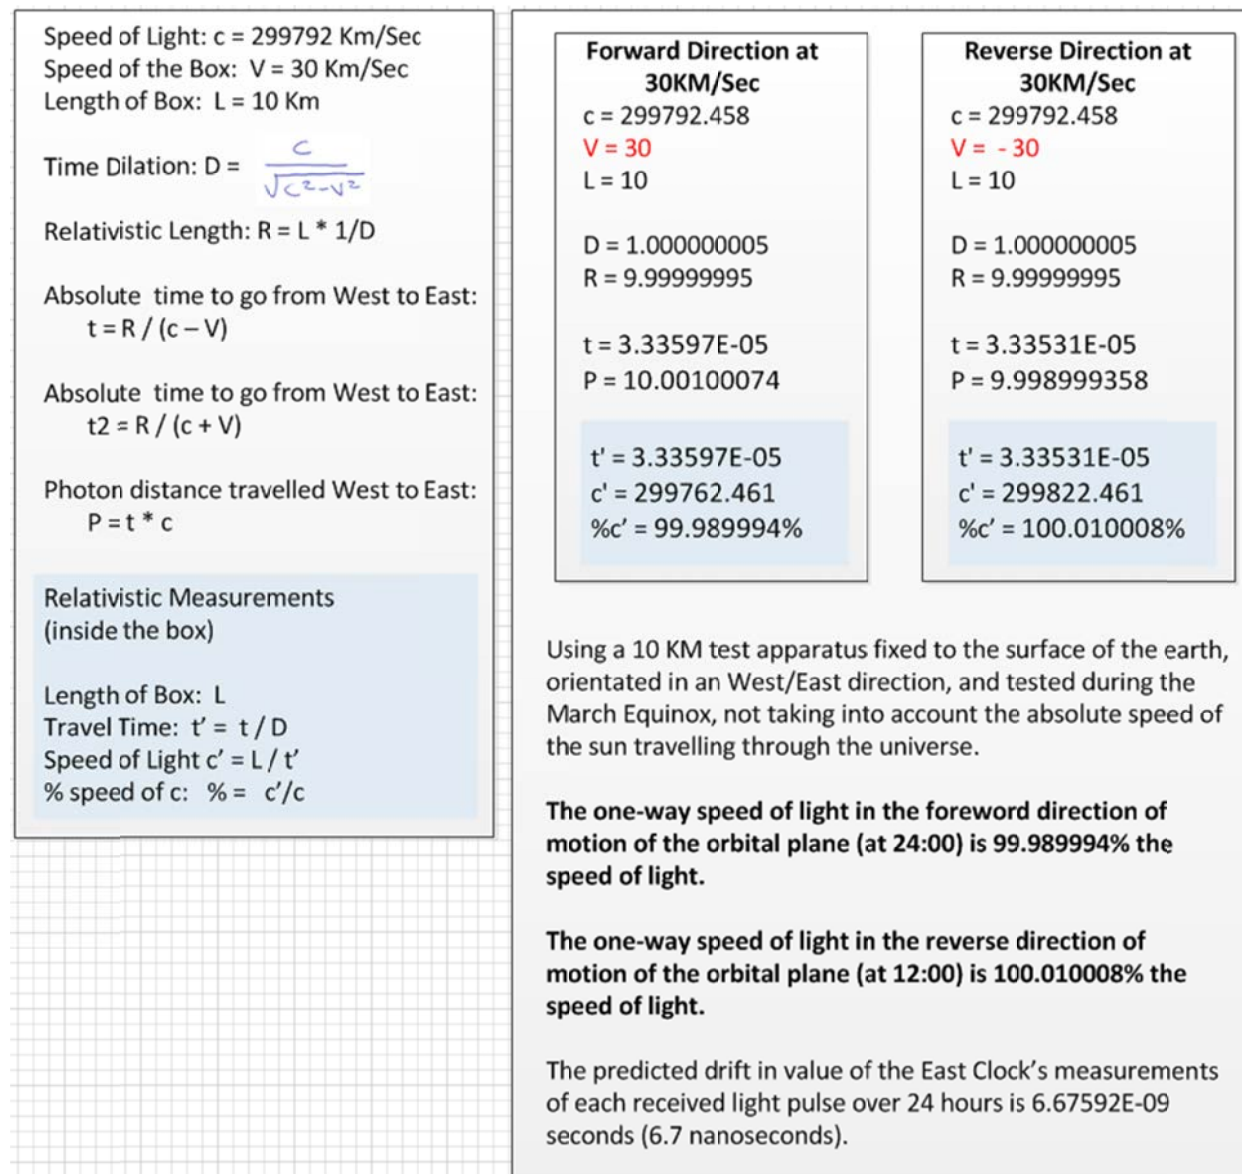 Speed of Light: c = 299792 Km/Sec
Speed of the Box: V = 30 Km/Sec
Length of Box: L = 10 Km
Time Dilation: D = c / √c²-v²
Relativistic Length: R = L * 1/D
Absolute time to go from West to East:
t = R / (c – V)
Absolute time to go from West to East:
t2 = R / (c + V)
Photon distance travelled West to East:
P = t * c
Relativistic Measurements
(inside the box)
Length of Box: L
Travel Time: t' = t / D
Speed of Light c' = L / t'
% speed of c: % = c'/c
Forward Direction at
30KM/Sec
c = 299792.458
V = 30
L = 10
D = 1.000000005
R = 9.99999995
t = 3.33597E-05
P = 10.00100074
t' = 3.33597E-05
c' = 299762.461
%c' = 99.989994%
Reverse Direction at
30KM/Sec
c = 299792.458
V = - 30
L = 10
D = 1.000000005
R = 9.99999995
t = 3.33531E-05
P = 9.998999358
t' = 3.33531E-05
c' = 299822.461
%c' = 100.010008%
Using a 10 KM test apparatus fixed to the surface of the earth,
orientated in an West/East direction, and tested during the
March Equinox, not taking into account the absolute speed of
the sun travelling through the universe.
The one-way speed of light in the foreword direction of
motion of the orbital plane (at 24:00) is 99.989994% the
speed of light.
The one-way speed of light in the reverse direction of
motion of the orbital plane (at 12:00) is 100.010008% the
speed of light.
The predicted drift in value of the East Clock's measurements
of each received light pulse over 24 hours is 6.67592E-09
seconds (6.7 nanoseconds).